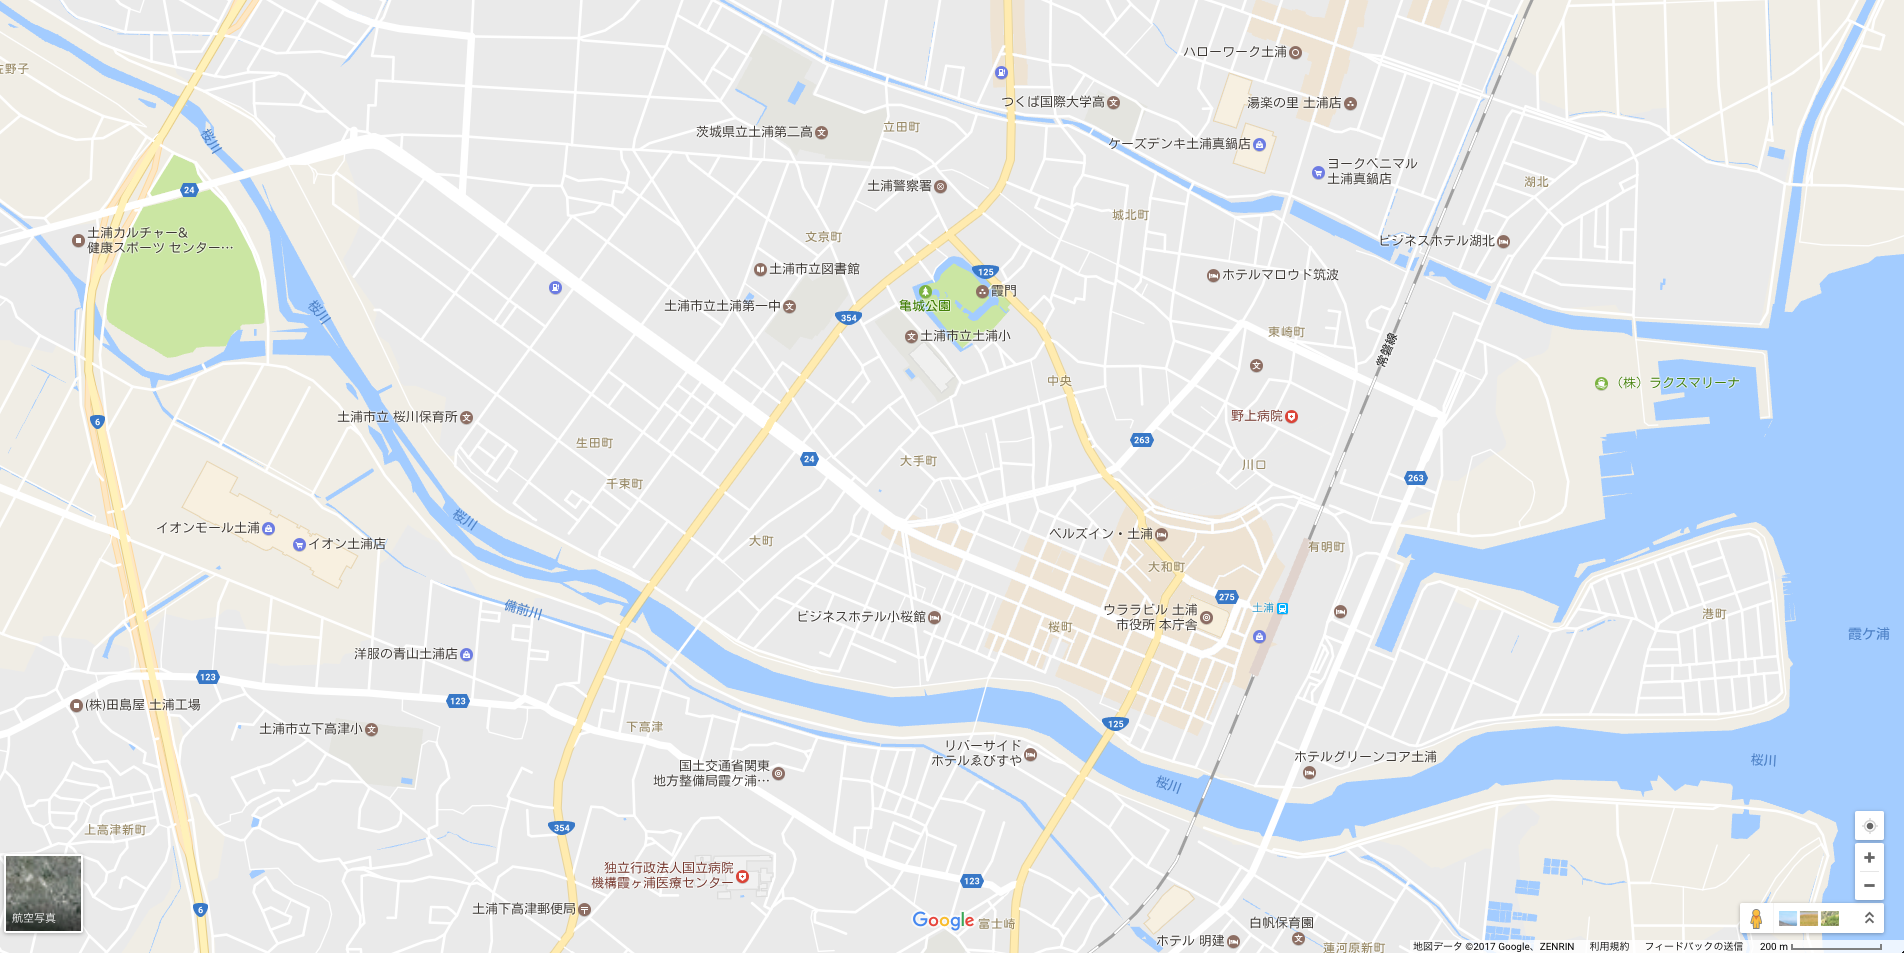 ハローワーク土浦
佐野子
つくば国際大学高
湯楽の里 土浦店
茨城県立土浦第二高
立田町
桜川
ケーズデンキ土浦真鍋店
ヨークベニマル
土浦真鍋店
24
土浦警察署
湖北
城北町
土浦カルチャー&
健康スポーツ センター…
文京町
ビジネスホテル湖北
土浦市立図書館
125
ホテルマロウド筑波
霞門
亀城公園
土浦市立土浦第一中
354
桜川
土浦市立土浦小
東崎町
常磐線
中央
(株) ラクスマリーナ
土浦市立 桜川保育所
野上病院
6
生田町
263
24
大手町
川口
263
千束町
桜川
イオンモール土浦
イオン土浦店
大町
ベルズイン・土浦
有明町
大和町
275
土浦
備前川
ビジネスホテル小桜館
ウララビル 土浦
市役所 本庁舎
桜町
港町
霞ケ浦
洋服の青山土浦店
123
123
(株)田島屋 土浦工場
土浦市立下高津小
下高津
125
リバーサイド
ホテルゑびすや
ホテルグリーンコア土浦
桜川
国土交通省関東
地方整備局霞ケ浦…
桜川
上高津新町
354
独立行政法人国立病院
機構霞ヶ浦医療センター
123
6
土浦下高津郵便局
航空写真
Google
富士崎
白帆保育園
ホテル 明建
蓮河原新町
地図データ ©2017 Google、ZENRIN 利用規約 フィードバックの送信 200 m